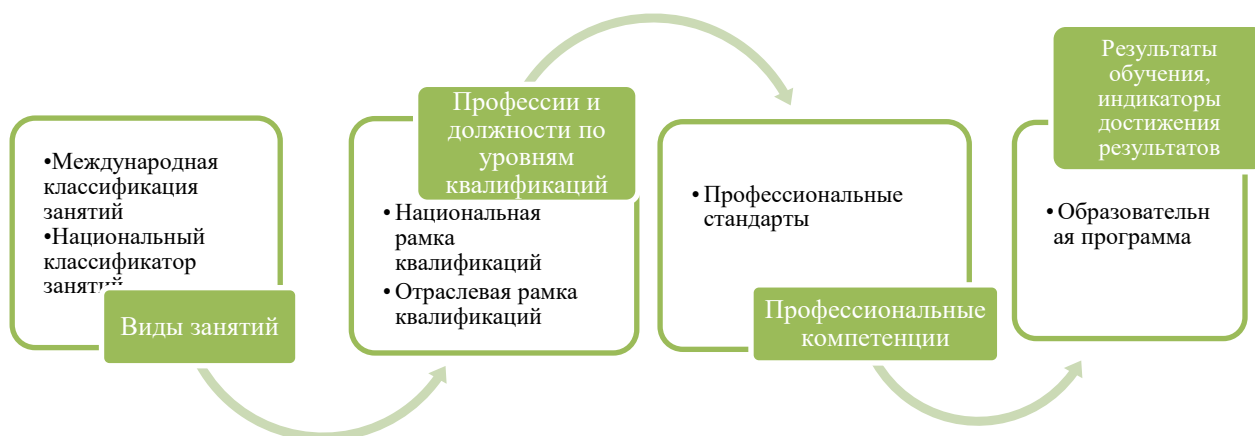 •Международная
классификация
занятий
•Национальный
классификатор
занятий
Виды занятий
Профессии и
должности по
уровням
квалификаций
• Национальная
рамка
квалификаций
• Отраслевая рамка
квалификаций
• Профессиональные
стандарты
Профессиональные
компетенции
Результаты
обучения,
индикаторы
достижения
результатов
• Образовательн
ая программа